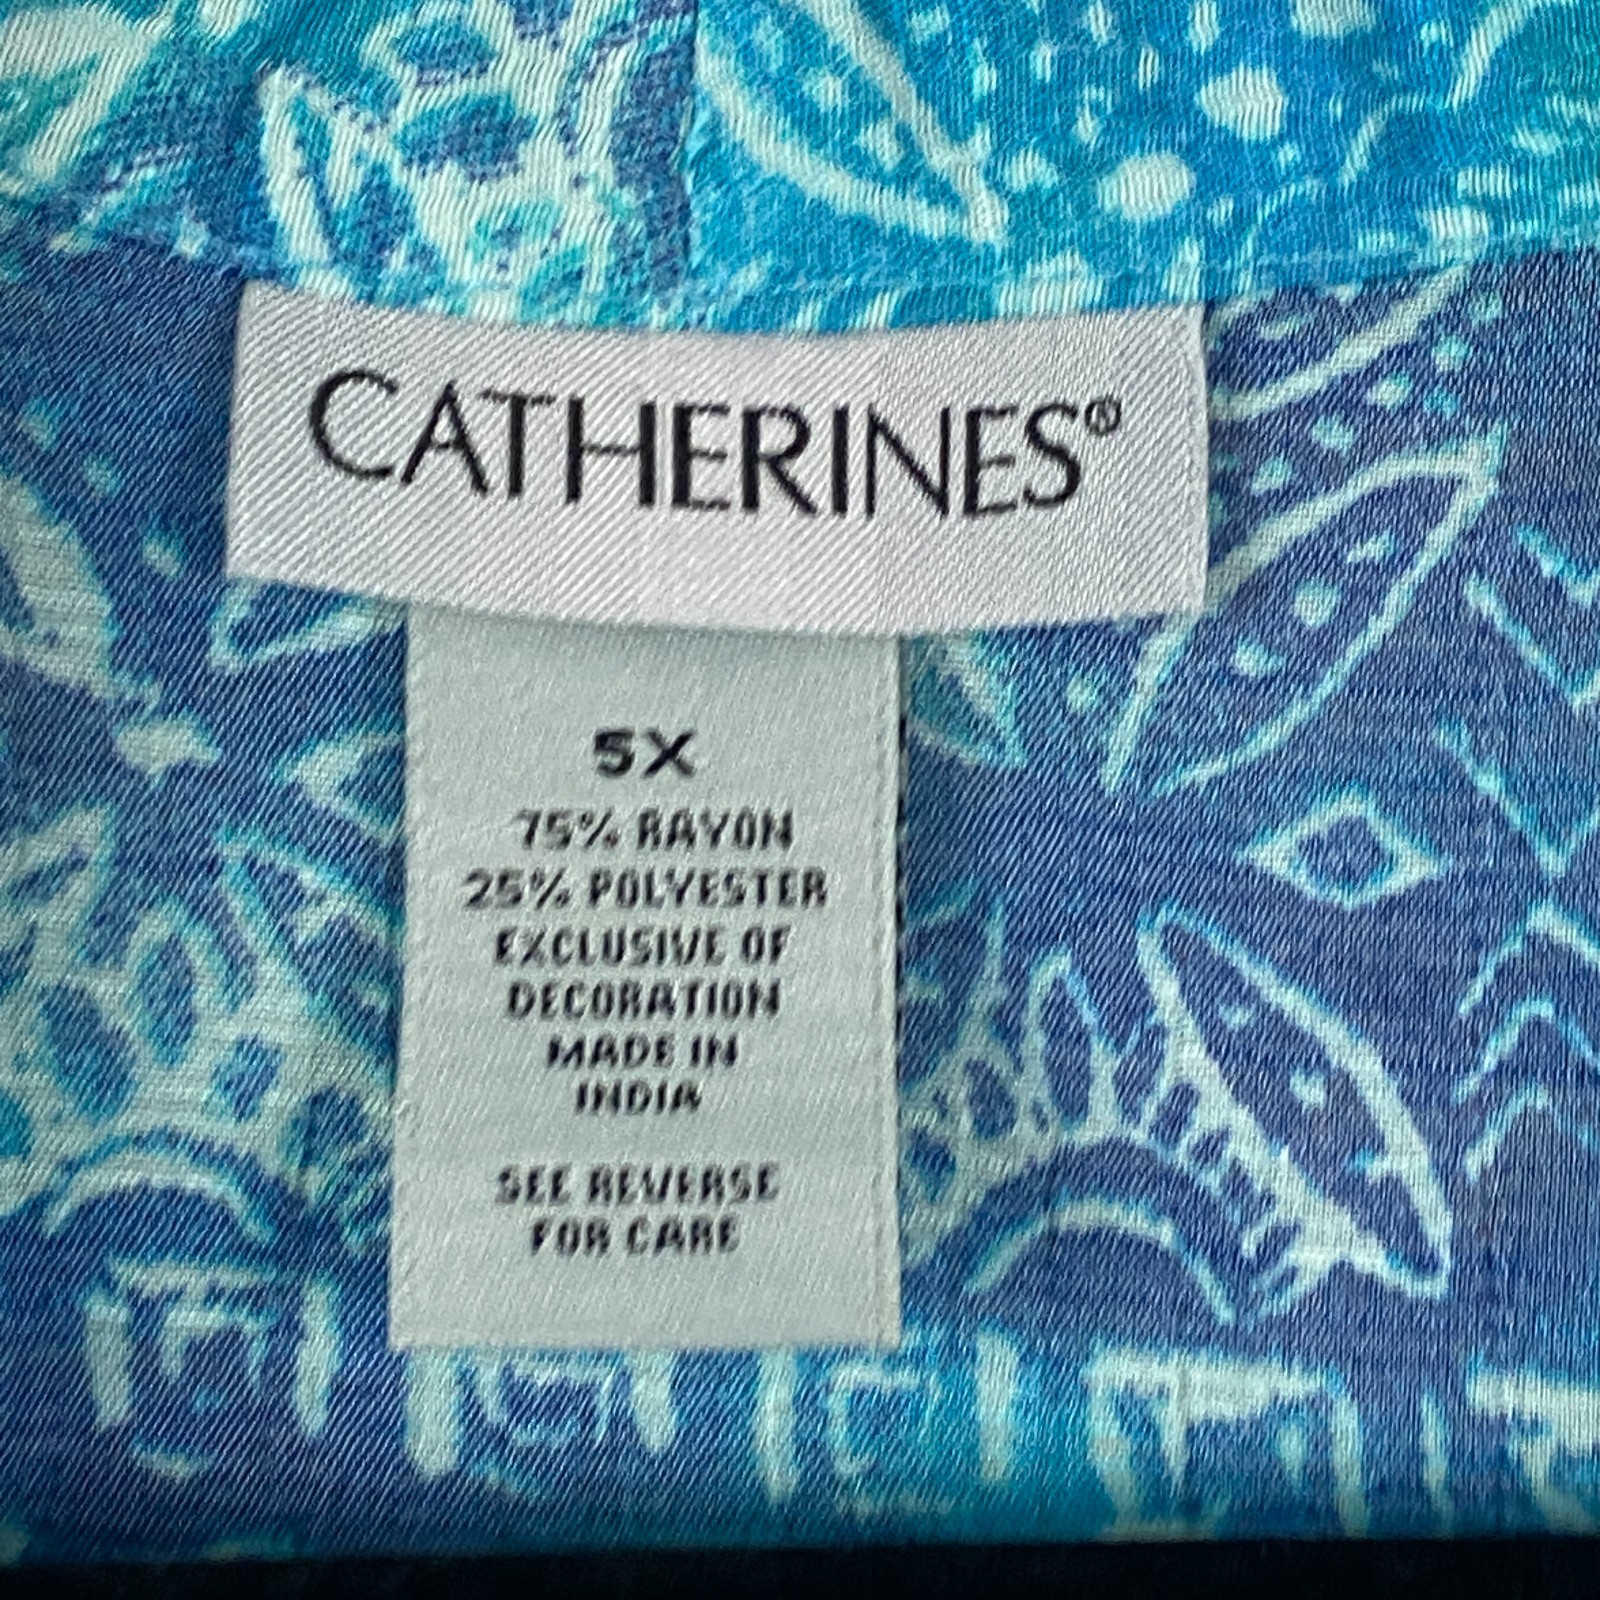 CATHERINES®
5X
75% RAYON
25% POLYESTER
EXCLUSIVE OF
DECORATION
MADE IN
INDIA
SEE REVERSE
FOR CARE